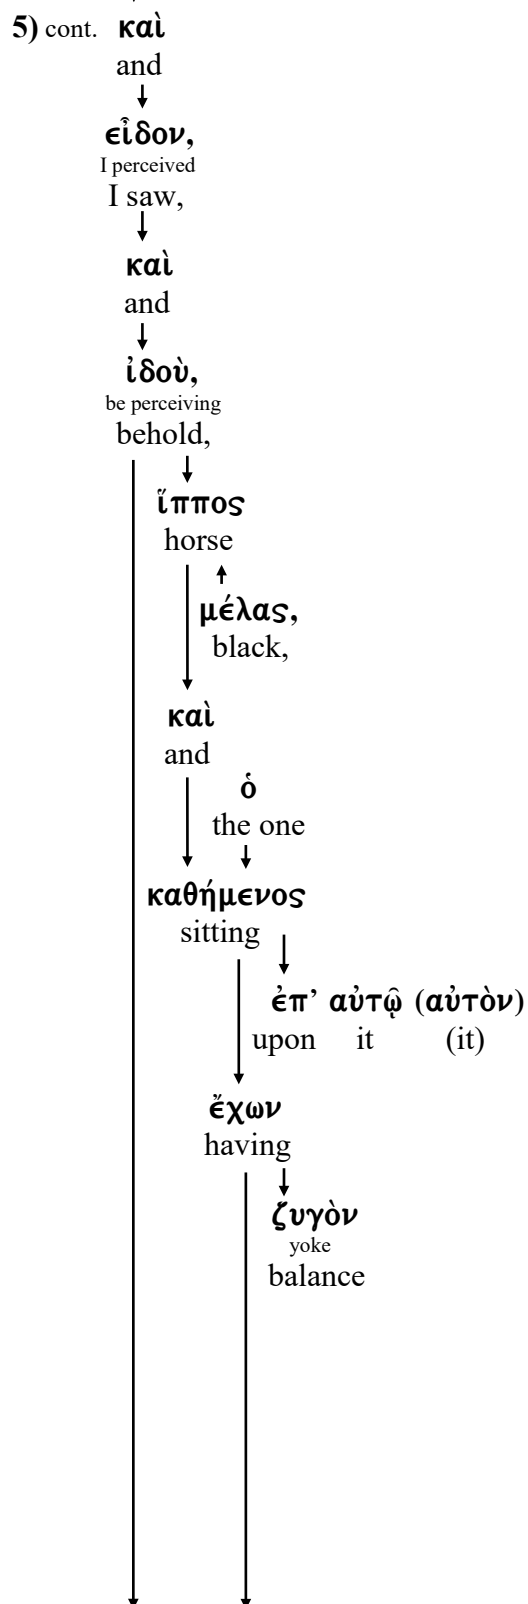 5) cont. καὶ
and
εἶδον,
I perceived
I saw,
καὶ
and
ἰδοὺ,
be perceiving
behold,
ἵππος
horse
μέλας,
black,
καὶ
and
ὁ
the one
καθήμενος
sitting
ἐπ’ αὐτῷ (αὐτὸν)
upon it (it)
ἔχων
having
ζυγὸν
yoke
balance